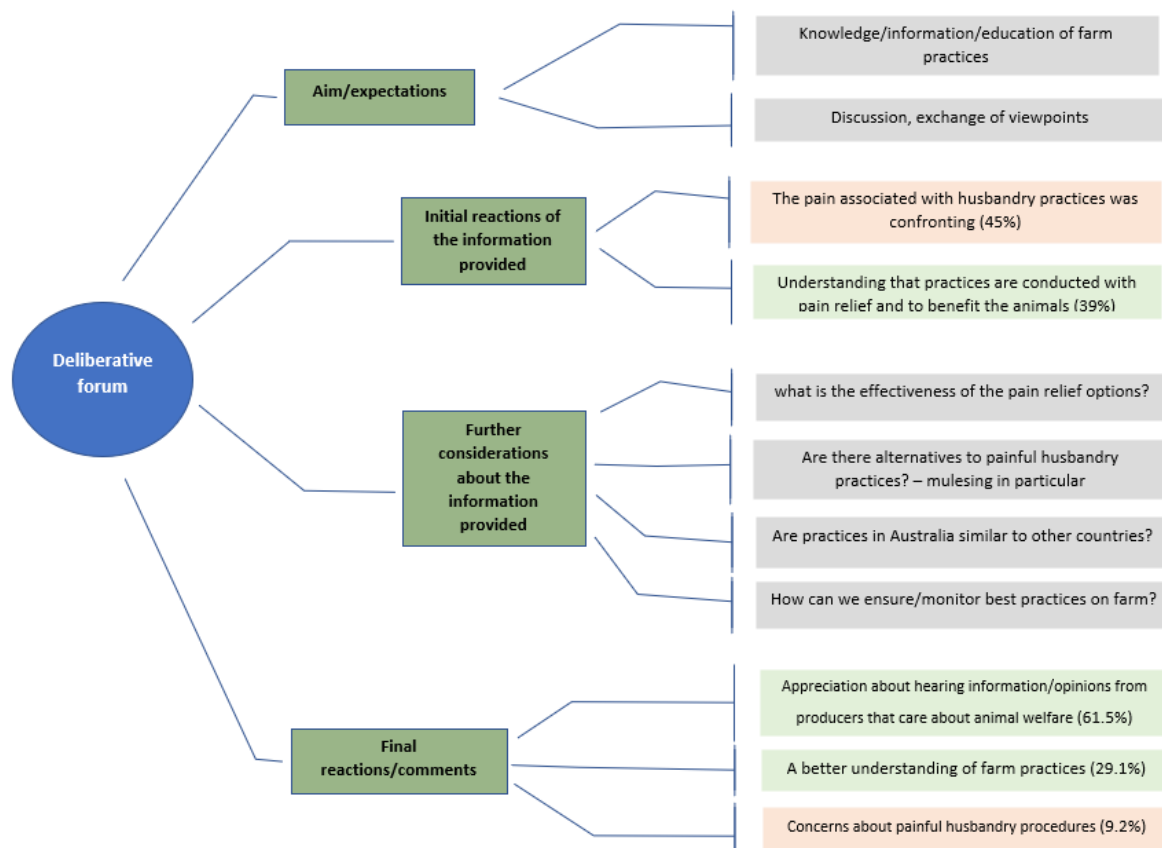 Deliberative
forum
Aim/expectations
Knowledge/information/education of farm
practices
Discussion, exchange of viewpoints
Initial reactions of
the information
provided
The pain associated with husbandry practices was
confronting (45%)
Understanding that practices are conducted with
pain relief and to benefit the animals (39%)
Further
considerations
about the
information
provided
what is the effectiveness of the pain relief options?
Are there alternatives to painful husbandry
practices? – mulesing in particular
Are practices in Australia similar to other countries?
How can we ensure/monitor best practices on farm?
Final
reactions/comments
Appreciation about hearing information/opinions from
producers that care about animal welfare (61.5%)
A better understanding of farm practices (29.1%)
Concerns about painful husbandry procedures (9.2%)